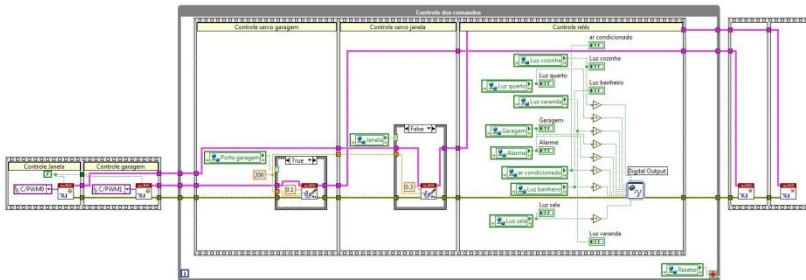 Controle dos comandos
Controle servo garagem
Controle servo janela
Controle relés
ar condicionado
Luz cozinha
Luz cozinha
Luz quarto
Luz quarto
Luz banheiro
Luz varanda
Garagem
Garagem
Alarme
Alarme
ar condicionado
Luz banheiro
Digital Output
Luz sala
Luz sala
Luz varanda
False
Janela
0.3
Porta garagem
200
True
0.1
Controle Janela
Controle garagem
C/PWM0
C/PWM1
F
Resetar
i